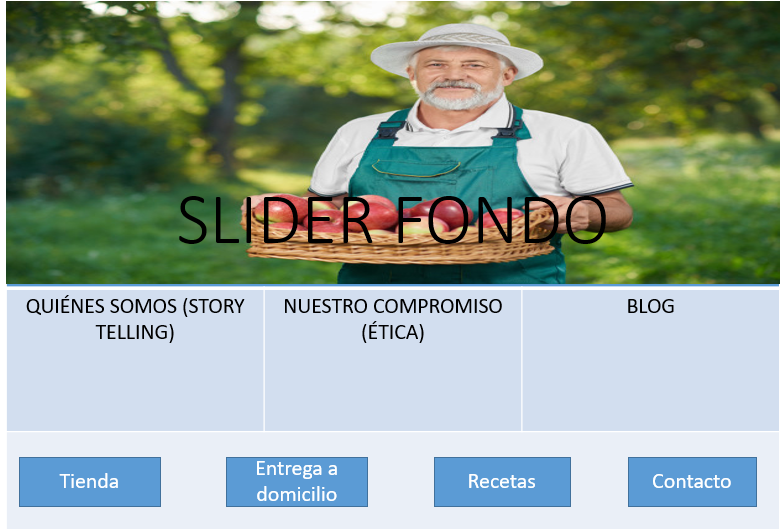 SLIDER FONDO
QUIÉNES SOMOS (STORY
TELLING)
NUESTRO COMPROMISO
(ÉTICA)
BLOG
Tienda
Entrega a
domicilio
Recetas
Contacto